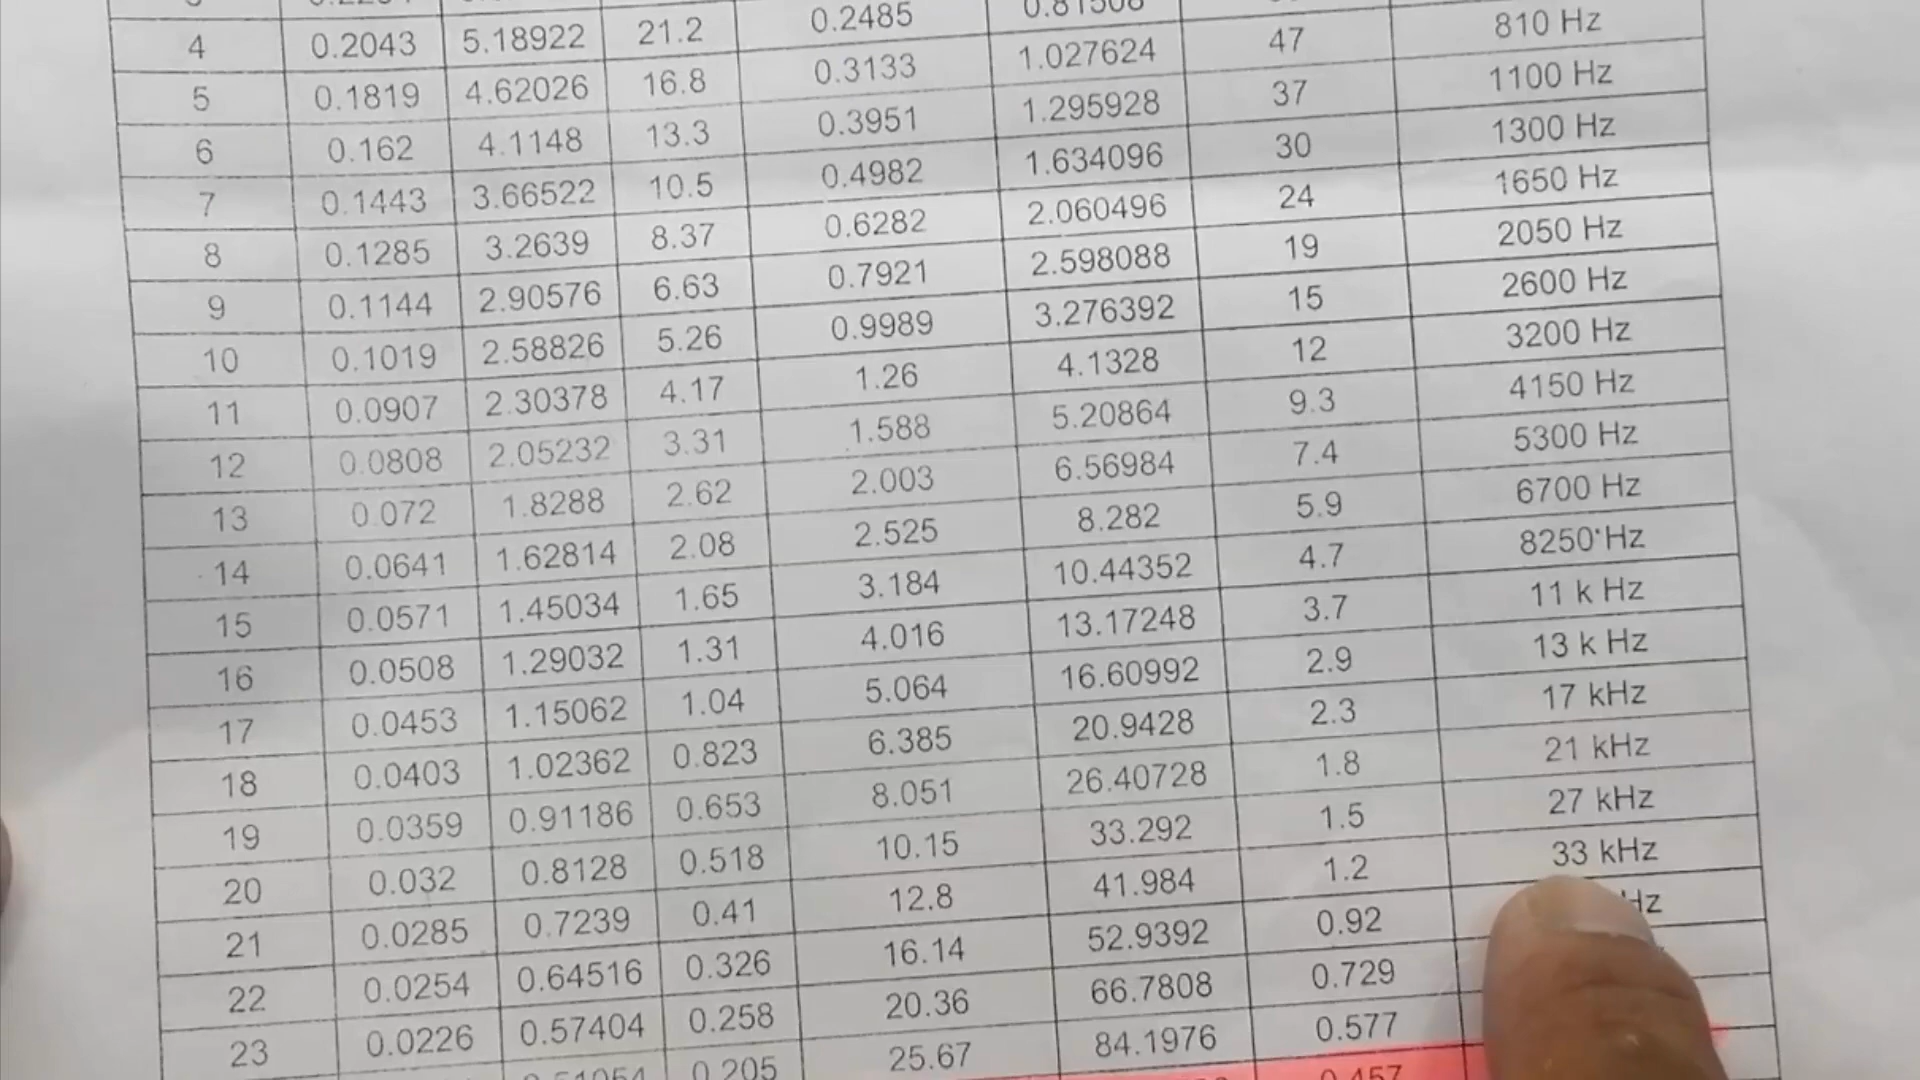 4 0.2043 5.18922 21.2 0.2485 0.81508
5 0.1819 4.62026 16.8 0.3133 1.027624 47 810 Hz
6 0.162 4.1148 13.3 0.3951 1.295928 37 1100 Hz
7 0.1443 3.66522 10.5 0.4982 1.634096 30 1300 Hz
8 0.1285 3.2639 8.37 0.6282 2.060496 24 1650 Hz
9 0.1144 2.90576 6.63 0.7921 2.598088 19 2050 Hz
10 0.1019 2.58826 5.26 0.9989 3.276392 15 2600 Hz
11 0.0907 2.30378 4.17 1.26 4.1328 12 3200 Hz
12 0.0808 2.05232 3.31 1.588 5.20864 9.3 4150 Hz
13 0.072 1.8288 2.62 2.003 6.56984 7.4 5300 Hz
14 0.0641 1.62814 2.08 2.525 8.282 5.9 6700 Hz
15 0.0571 1.45034 1.65 3.184 10.44352 4.7 8250 Hz
16 0.0508 1.29032 1.31 4.016 13.17248 3.7 11 k Hz
17 0.0453 1.15062 1.04 5.064 16.60992 2.9 13 k Hz
18 0.0403 1.02362 0.823 6.385 20.9428 2.3 17 kHz
19 0.0359 0.91186 0.653 8.051 26.40728 1.8 21 kHz
20 0.032 0.8128 0.518 10.15 33.292 1.5 27 kHz
21 0.0285 0.7239 0.41 12.8 41.984 1.2 33 kHz
22 0.0254 0.64516 0.326 16.14 52.9392 0.92
23 0.0226 0.57404 0.258 20.36 66.7808 0.729
0.205 25.67 84.1976 0.577
0.457